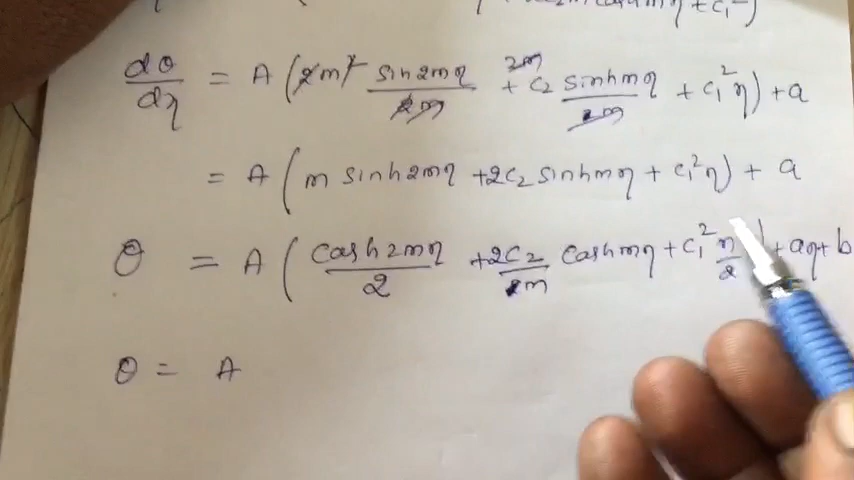 dθ/dη = A (2m² sinh2mη/2m + 2m c₂ sinhmη/m + c₁²η) + a
= A (m sinh2mη + 2c₂ sinhmη + c₁²η) + a
θ = A (cosh2mη/2 + 2c₂/m coshmη + c₁² η²/2) + aη + b
θ = A